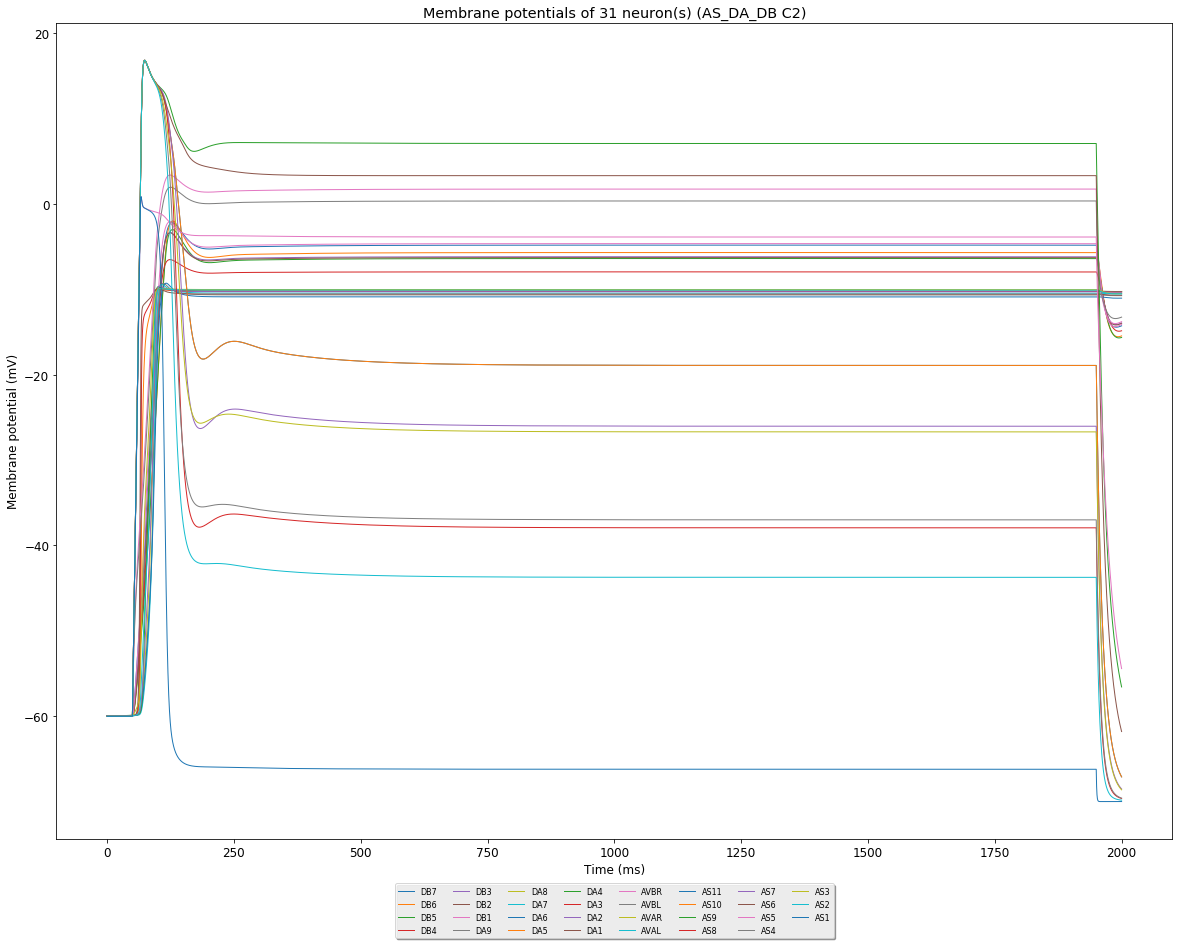 Membrane potentials of 31 neuron(s) (AS_DA_DB C2)
20
0
−20
−40
−60
Membrane potential (mV)
0 250 500 750 1000 1250 1500 1750 2000
Time (ms)
DB7 DB3 DA8 DA4 AVBR AS11 AS7 AS3
DB6 DB2 DA7 DA3 AVBL AS10 AS6 AS2
DB5 DB1 DA6 DA2 AVAR AS9 AS5 AS1
DB4 DA9 DA5 DA1 AVAL AS8 AS4